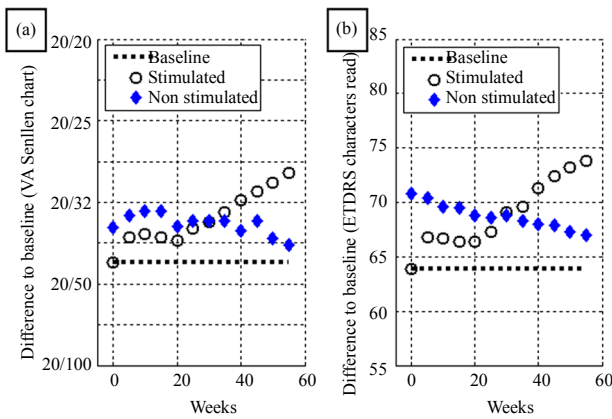 (a)
Difference to baseline (VA Senllen chart)
20/20
20/25
20/32
20/50
20/100
Baseline
Stimulated
Non stimulated
0
20
40
60
Weeks
(b)
Difference to baseline (ETDRS characters read)
85
80
75
70
65
60
55
Baseline
Stimulated
Non stimulated
0
20
40
60
Weeks